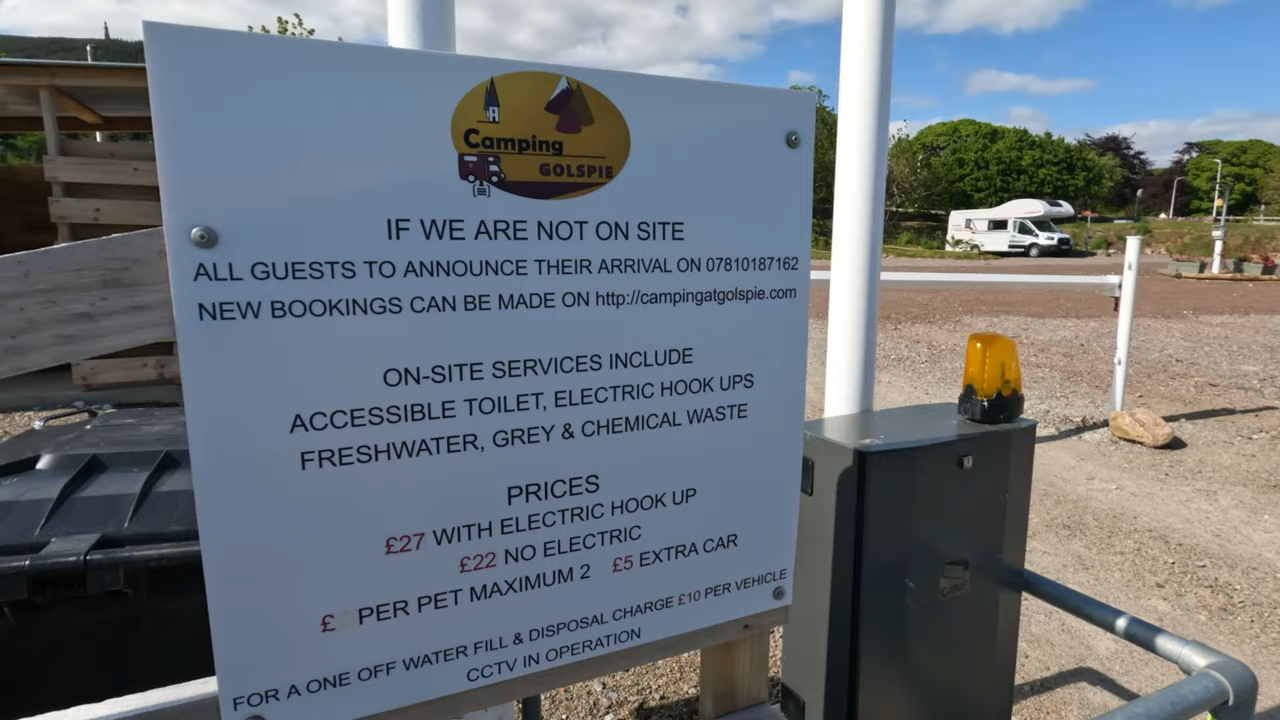 Camping
GOLSPIE
IF WE ARE NOT ON SITE
ALL GUESTS TO ANNOUNCE THEIR ARRIVAL ON 07810187162
NEW BOOKINGS CAN BE MADE ON http://campingatgolspie.com
ON-SITE SERVICES INCLUDE
ACCESSIBLE TOILET, ELECTRIC HOOK UPS
FRESHWATER, GREY & CHEMICAL WASTE
PRICES
£27 WITH ELECTRIC HOOK UP
£22 NO ELECTRIC
£ PER PET MAXIMUM 2 £5 EXTRA CAR
FOR A ONE OFF WATER FILL & DISPOSAL CHARGE £10 PER VEHICLE
CCTV IN OPERATION